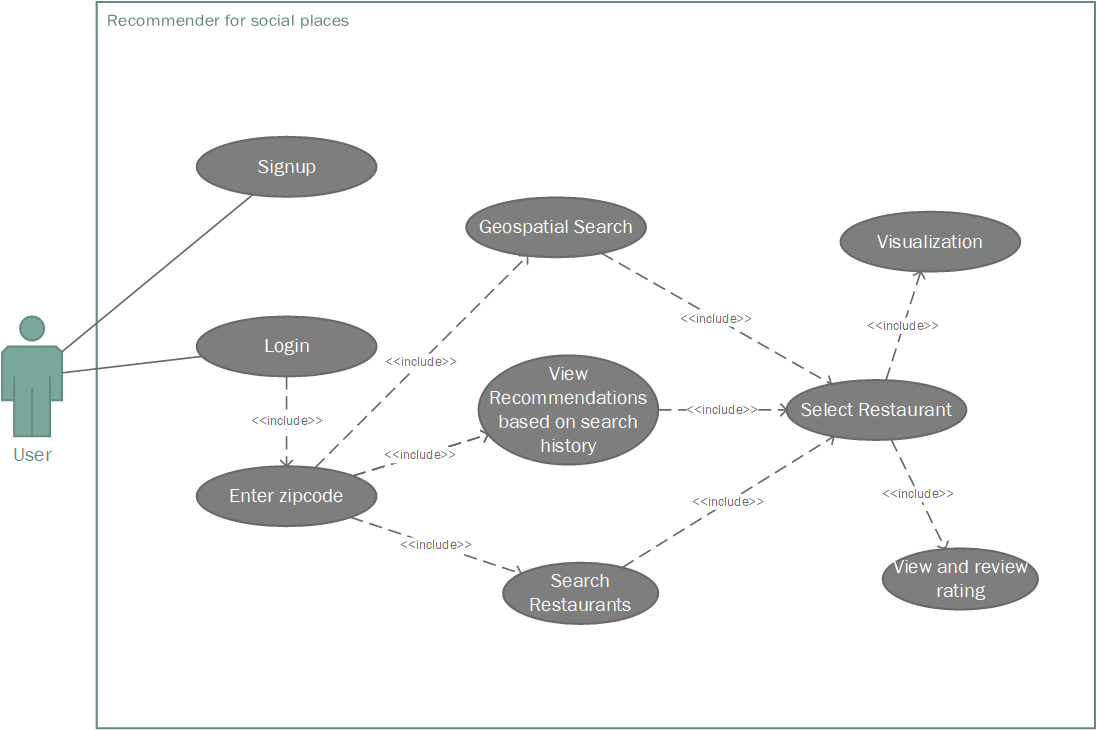 Recommender for social places
Signup
Geospatial Search
Visualization
<<include>>
<<include>>
Login
<<include>>
View
Recommendations
based on search
history
<<include>>
Select Restaurant
<<include>>
<<include>>
User
Enter zipcode
<<include>>
<<include>>
<<include>>
View and review
rating
Search
Restaurants